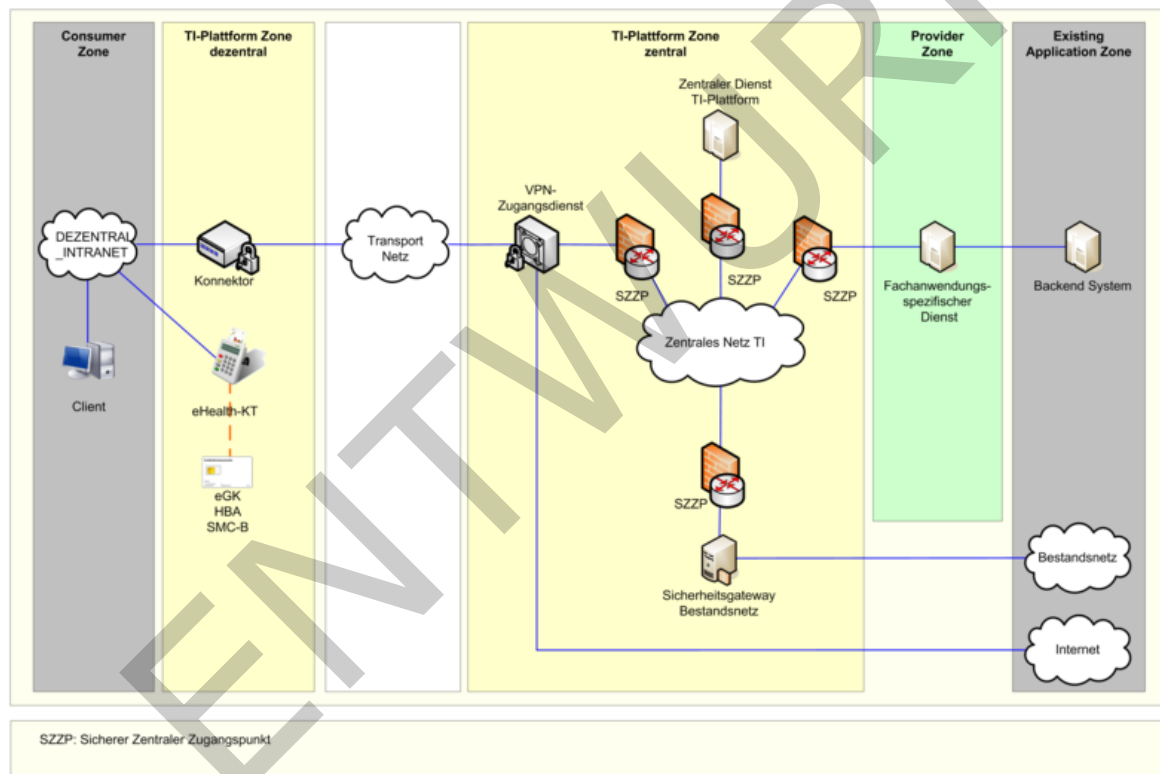 Consumer
Zone
TI-Plattform Zone
dezentral
TI-Plattform Zone
zentral
Provider
Zone
Existing
Application Zone
Zentraler Dienst
TI-Plattform
VPN-
Zugangsdienst
DEZENTRAL
_INTRANET
Konnektor
Transport
Netz
SZZP
SZZP
SZZP
Fachanwendungs-
spezifischer
Dienst
Backend System
Zentrales Netz TI
Client
eHealth-KT
eGK
HBA
SMC-B
SZZP
Sicherheitsgateway
Bestandsnetz
Bestandsnetz
Internet
SZZP: Sicherer Zentraler Zugangspunkt
ENTWURF